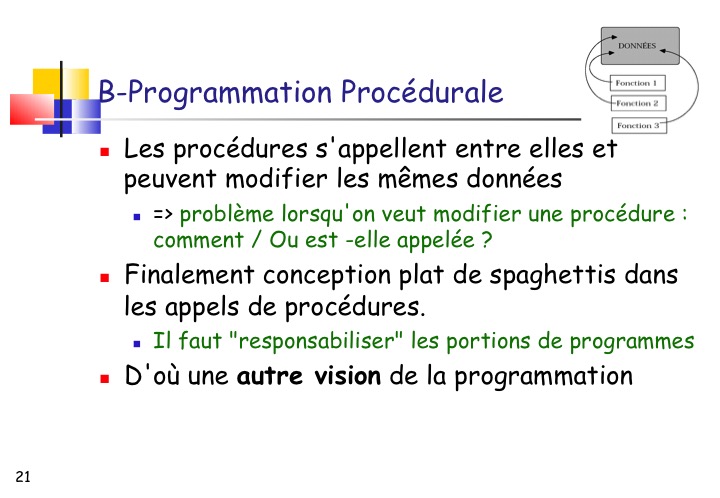 DONNÉES
Fonction 1
Fonction 2
Fonction 3
B-Programmation Procédurale
Les procédures s'appellent entre elles et
peuvent modifier les mêmes données
=> problème lorsqu'on veut modifier une procédure :
comment / Ou est -elle appelée ?
Finalement conception plat de spaghettis dans
les appels de procédures.
Il faut "responsabiliser" les portions de programmes
D'où une autre vision de la programmation
21